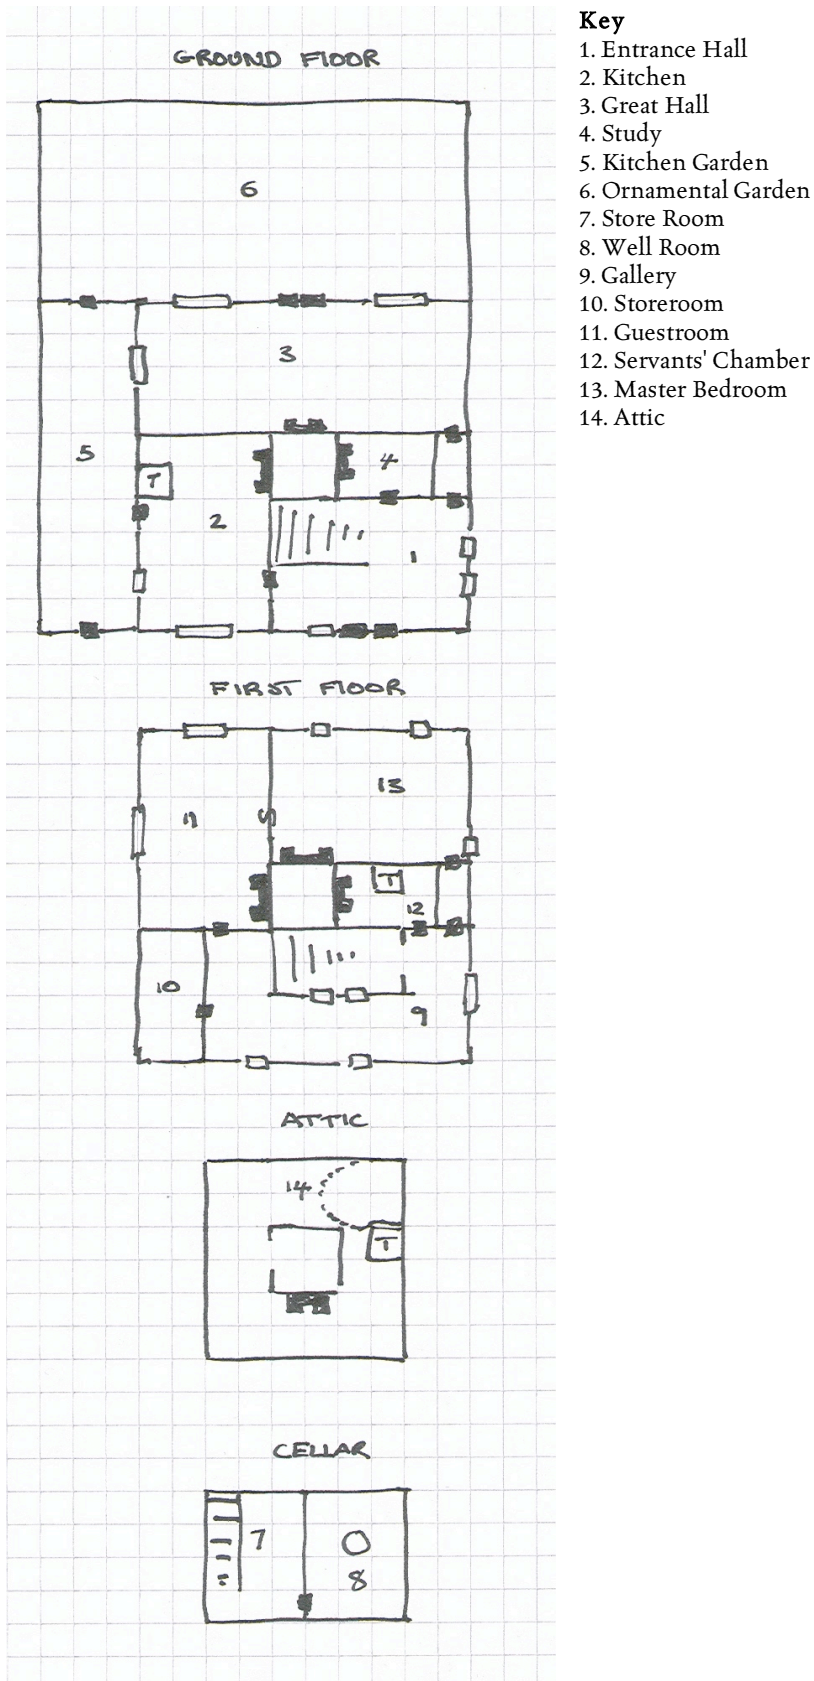 GROUND FLOOR
6
3
5
4
T
2
1
FIRST FLOOR
13
11
S
T
12
10
9
ATTIC
14
T
CELLAR
7
8
Key
1. Entrance Hall
2. Kitchen
3. Great Hall
4. Study
5. Kitchen Garden
6. Ornamental Garden
7. Store Room
8. Well Room
9. Gallery
10. Storeroom
11. Guestroom
12. Servants' Chamber
13. Master Bedroom
14. Attic